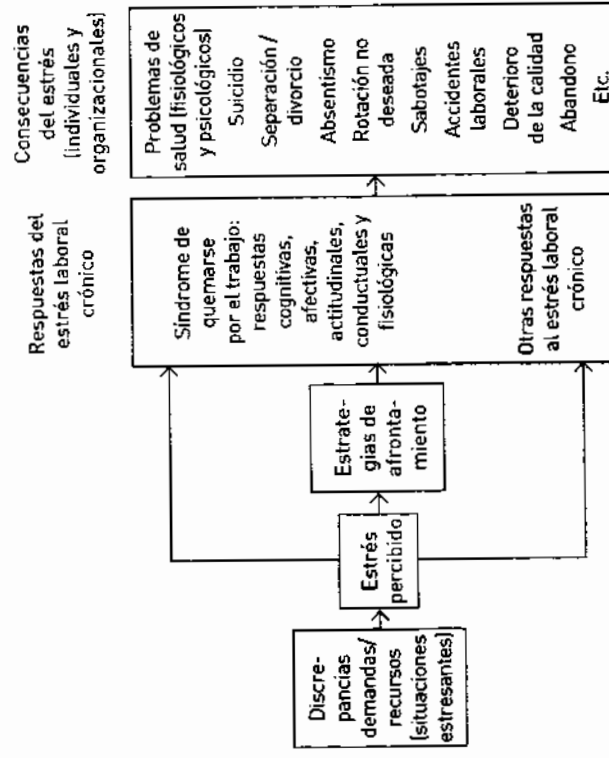 Discre-
pancias
demandas/
recursos
(situaciones
estresantes)
Estrés
percibido
Estrate-
gias de
afronta-
miento
Respuestas del
estrés laboral
crónico
Síndrome de
quemarse
por el trabajo:
respuestas
cognitivas,
afectivas,
actitudinales,
conductuales y
fisiológicas
Otras respuestas
al estrés laboral
crónico
Consecuencias
del estrés
(individuales y
organizacionales)
Problemas de
salud (fisiológicos
y psicológicos)
Suicidio
Seperación /
divorcio
Absentismo
Rotación no
deseada
Sabotajes
Accidentes
laborales
Deterioro
de la calidad
Abandono
Etc.